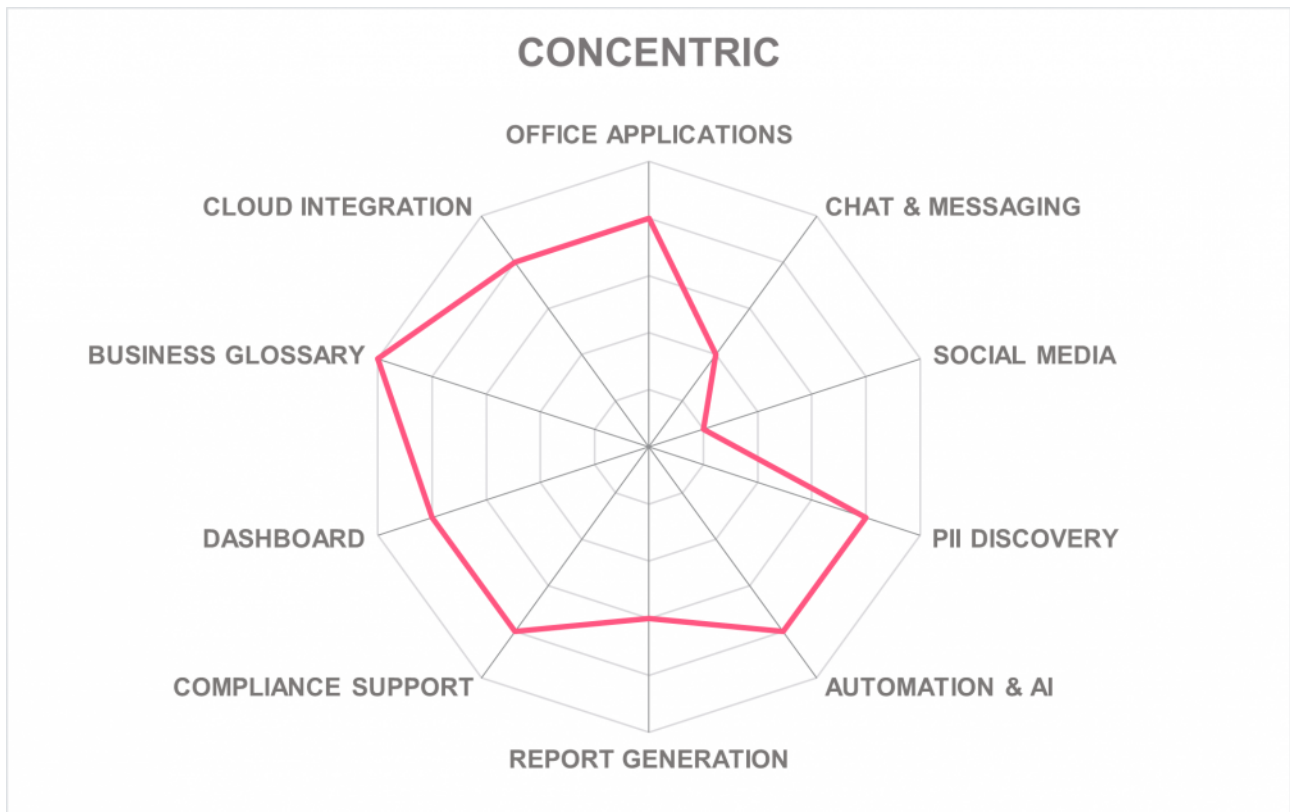 CONCENTRIC
OFFICE APPLICATIONS
CLOUD INTEGRATION
CHAT & MESSAGING
BUSINESS GLOSSARY
SOCIAL MEDIA
DASHBOARD
PII DISCOVERY
COMPLIANCE SUPPORT
AUTOMATION & AI
REPORT GENERATION